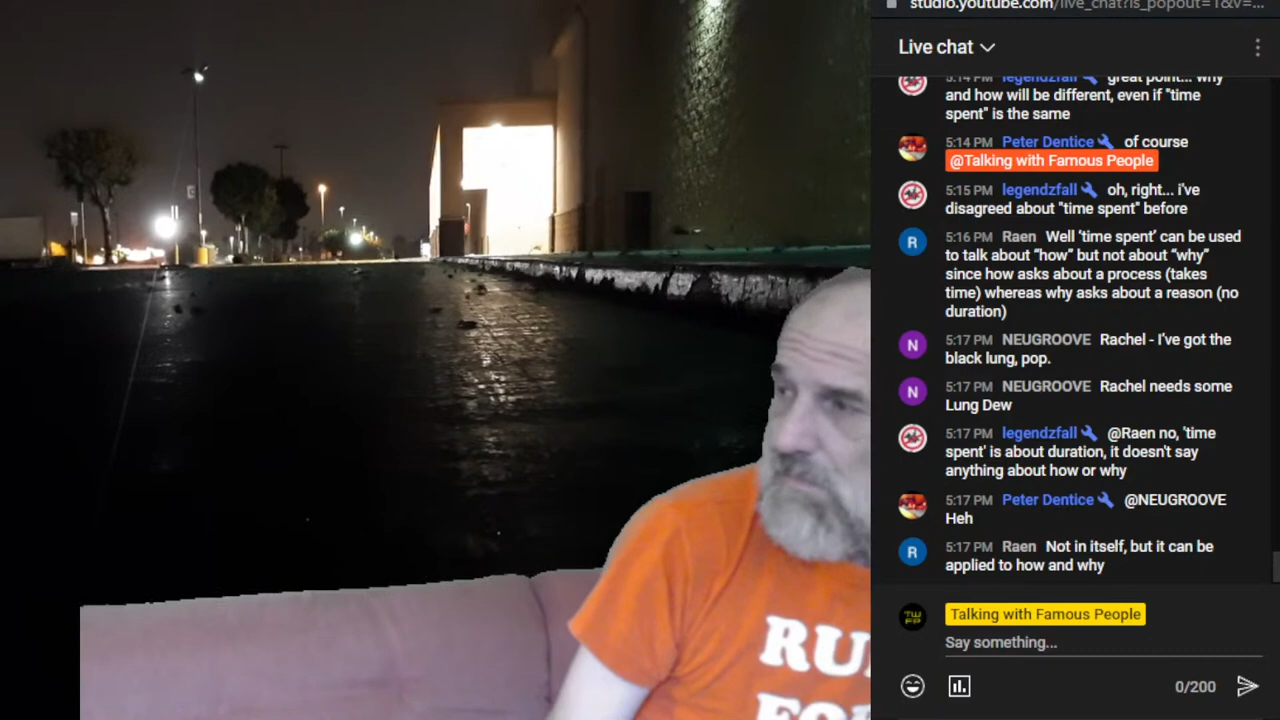 studio.youtube.com/live_chat?is_popout=1&v=...
Live chat
5:14 PM legendzfall great point... why
and how will be different, even if "time
spent" is the same
5:14 PM Peter Dentice of course
@Talking with Famous People
5:15 PM legendzfall oh, right... i've
disagreed about "time spent" before
R 5:16 PM Raen Well 'time spent' can be used
to talk about "how" but not about “why”
since how asks about a process (takes
time) whereas why asks about a reason (no
duration)
N 5:17 PM NEUGROOVE Rachel - I've got the
black lung, pop.
N 5:17 PM NEUGROOVE Rachel needs some
Lung Dew
5:17 PM legendzfall @Raen no, 'time
spent' is about duration, it doesn't say
anything about how or why
5:17 PM Peter Dentice @NEUGROOVE
Heh
R 5:17 PM Raen Not in itself, but it can be
applied to how and why
TW
FP
Talking with Famous People
Say something...
0/200
RU
FO